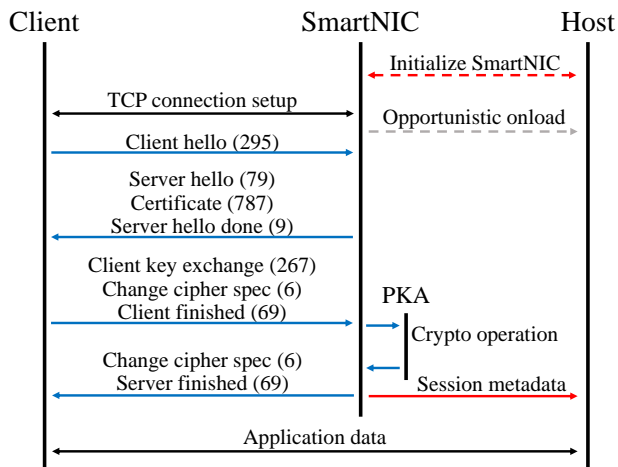 Client
SmartNIC
Host
Initialize SmartNIC
TCP connection setup
Opportunistic onload
Client hello (295)
Server hello (79)
Certificate (787)
Server hello done (9)
Client key exchange (267)
Change cipher spec (6)
Client finished (69)
PKA
Crypto operation
Change cipher spec (6)
Server finished (69)
Session metadata
Application data